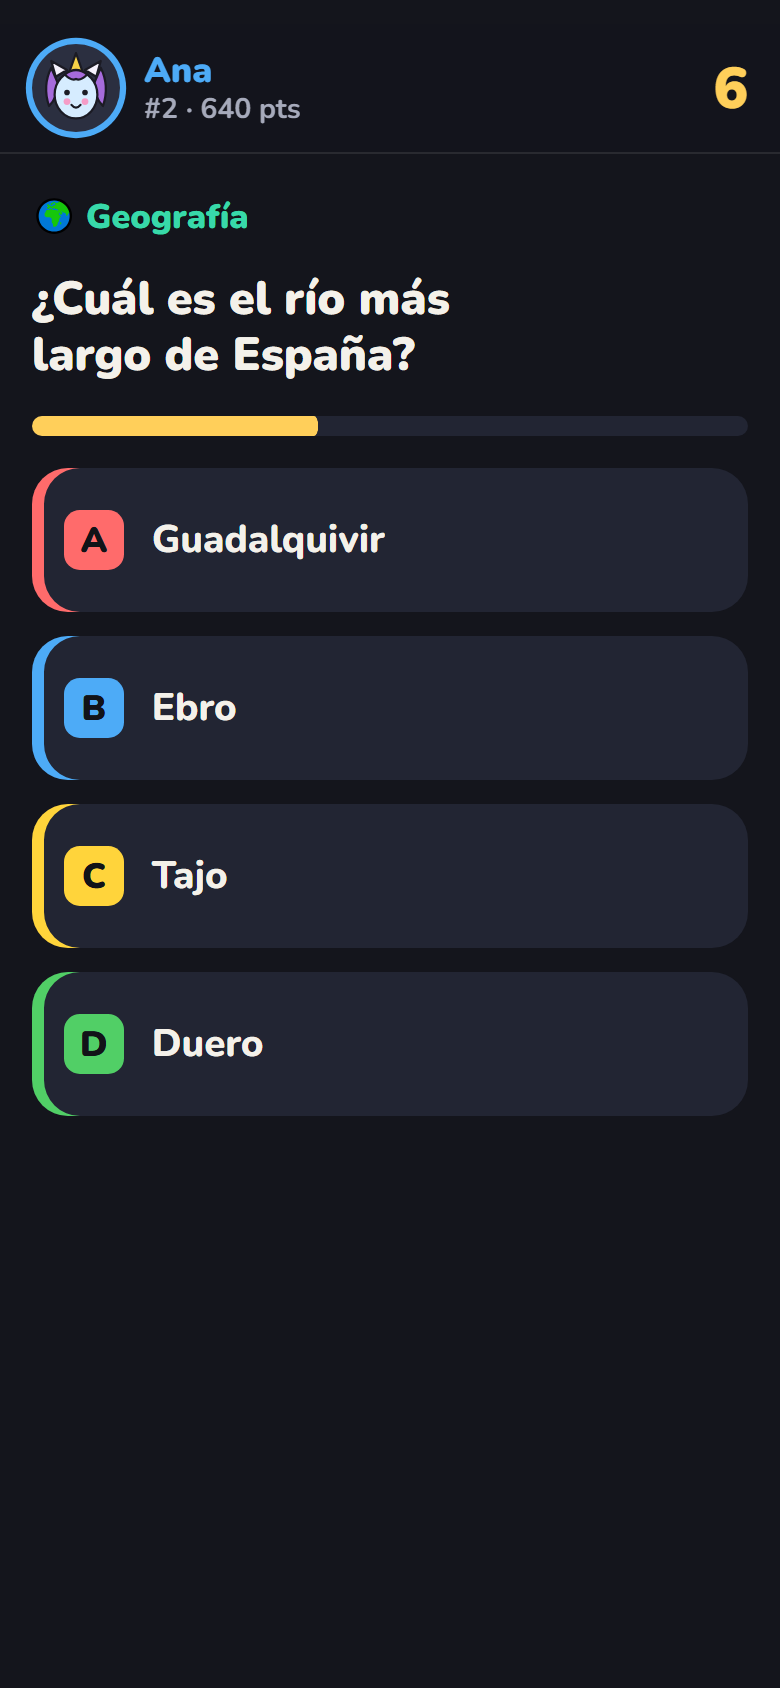 Ana
#2 · 640 pts
6
Geografía
¿Cuál es el río más
largo de España?
A Guadalquivir
B Ebro
C Tajo
D Duero